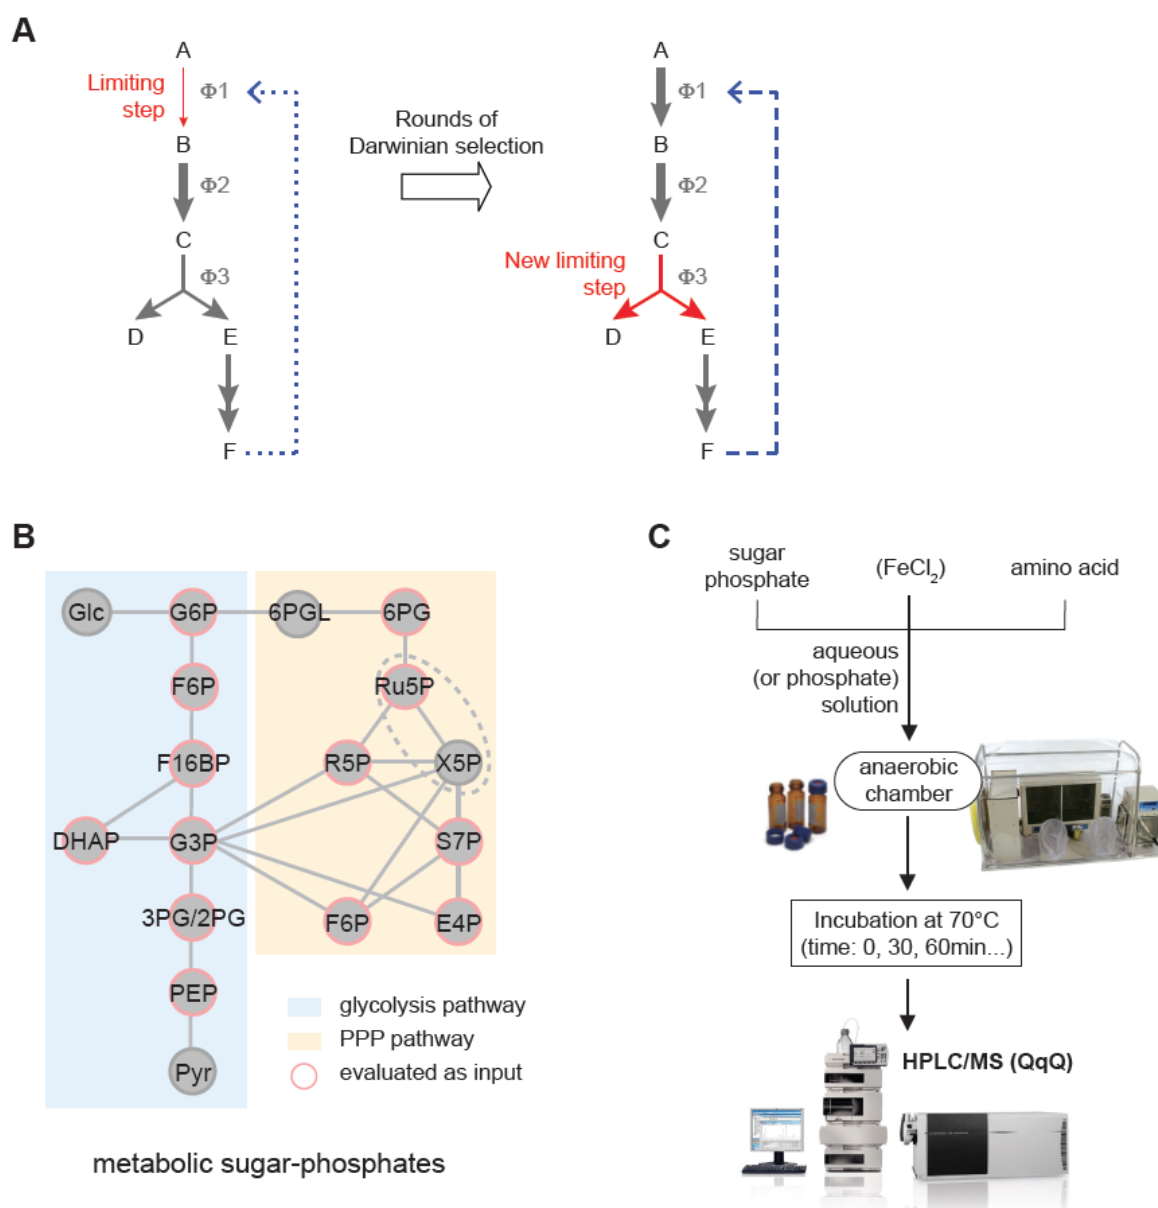 A
A
Limiting
step
Φ1
B
Φ2
C
Φ3
D
E
F
Rounds of
Darwinian selection
A
Φ1
B
Φ2
C
New limiting
step
Φ3
D
E
F
B
Glc
G6P
6PGL
6PG
F6P
Ru5P
F16BP
R5P
X5P
DHAP
G3P
S7P
3PG/2PG
F6P
E4P
PEP
Pyr
glycolysis pathway
PPP pathway
evaluated as input
metabolic sugar-phosphates
C
sugar
phosphate
(FeCl₂)
amino acid
aqueous
(or phosphate)
solution
anaerobic
chamber
Incubation at 70°C
(time: 0, 30, 60min...)
HPLC/MS (QqQ)